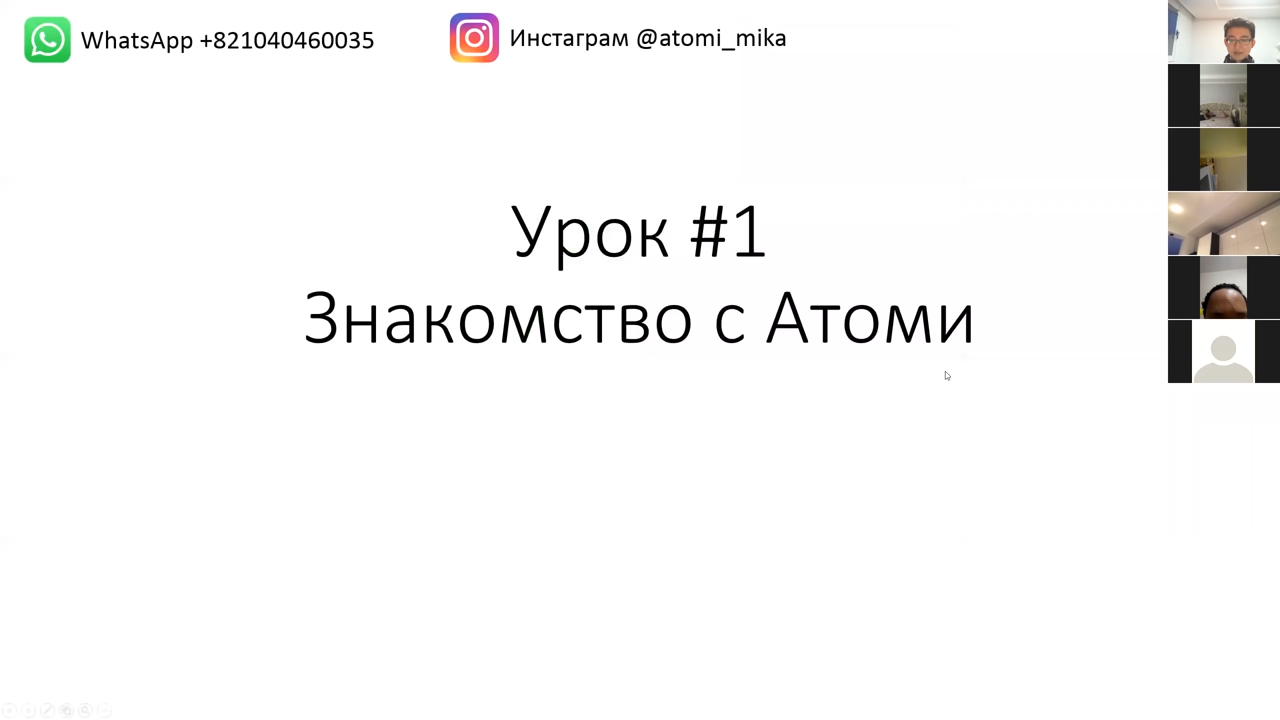 WhatsApp +821040460035
Инстаграм @atomi_mika
Урок #1
Знакомство с Атоми